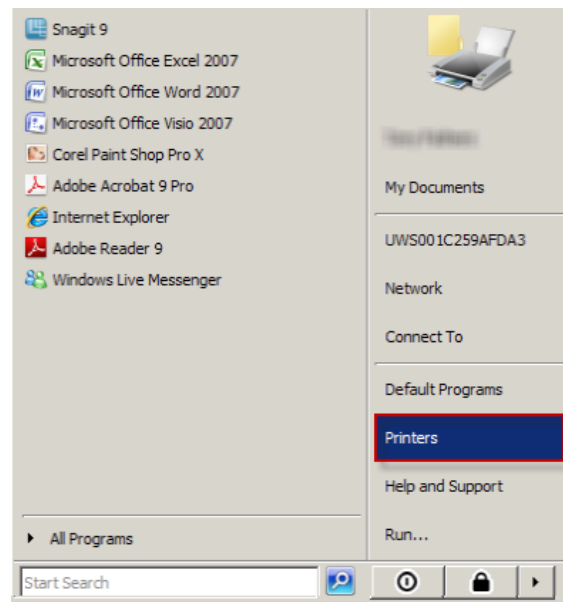 Snagit 9
Microsoft Office Excel 2007
Microsoft Office Word 2007
Microsoft Office Visio 2007
Corel Paint Shop Pro X
Adobe Acrobat 9 Pro
Internet Explorer
Adobe Reader 9
Windows Live Messenger
All Programs
Start Search
My Documents
UWS001C259AFDA3
Network
Connect To
Default Programs
Printers
Help and Support
Run...